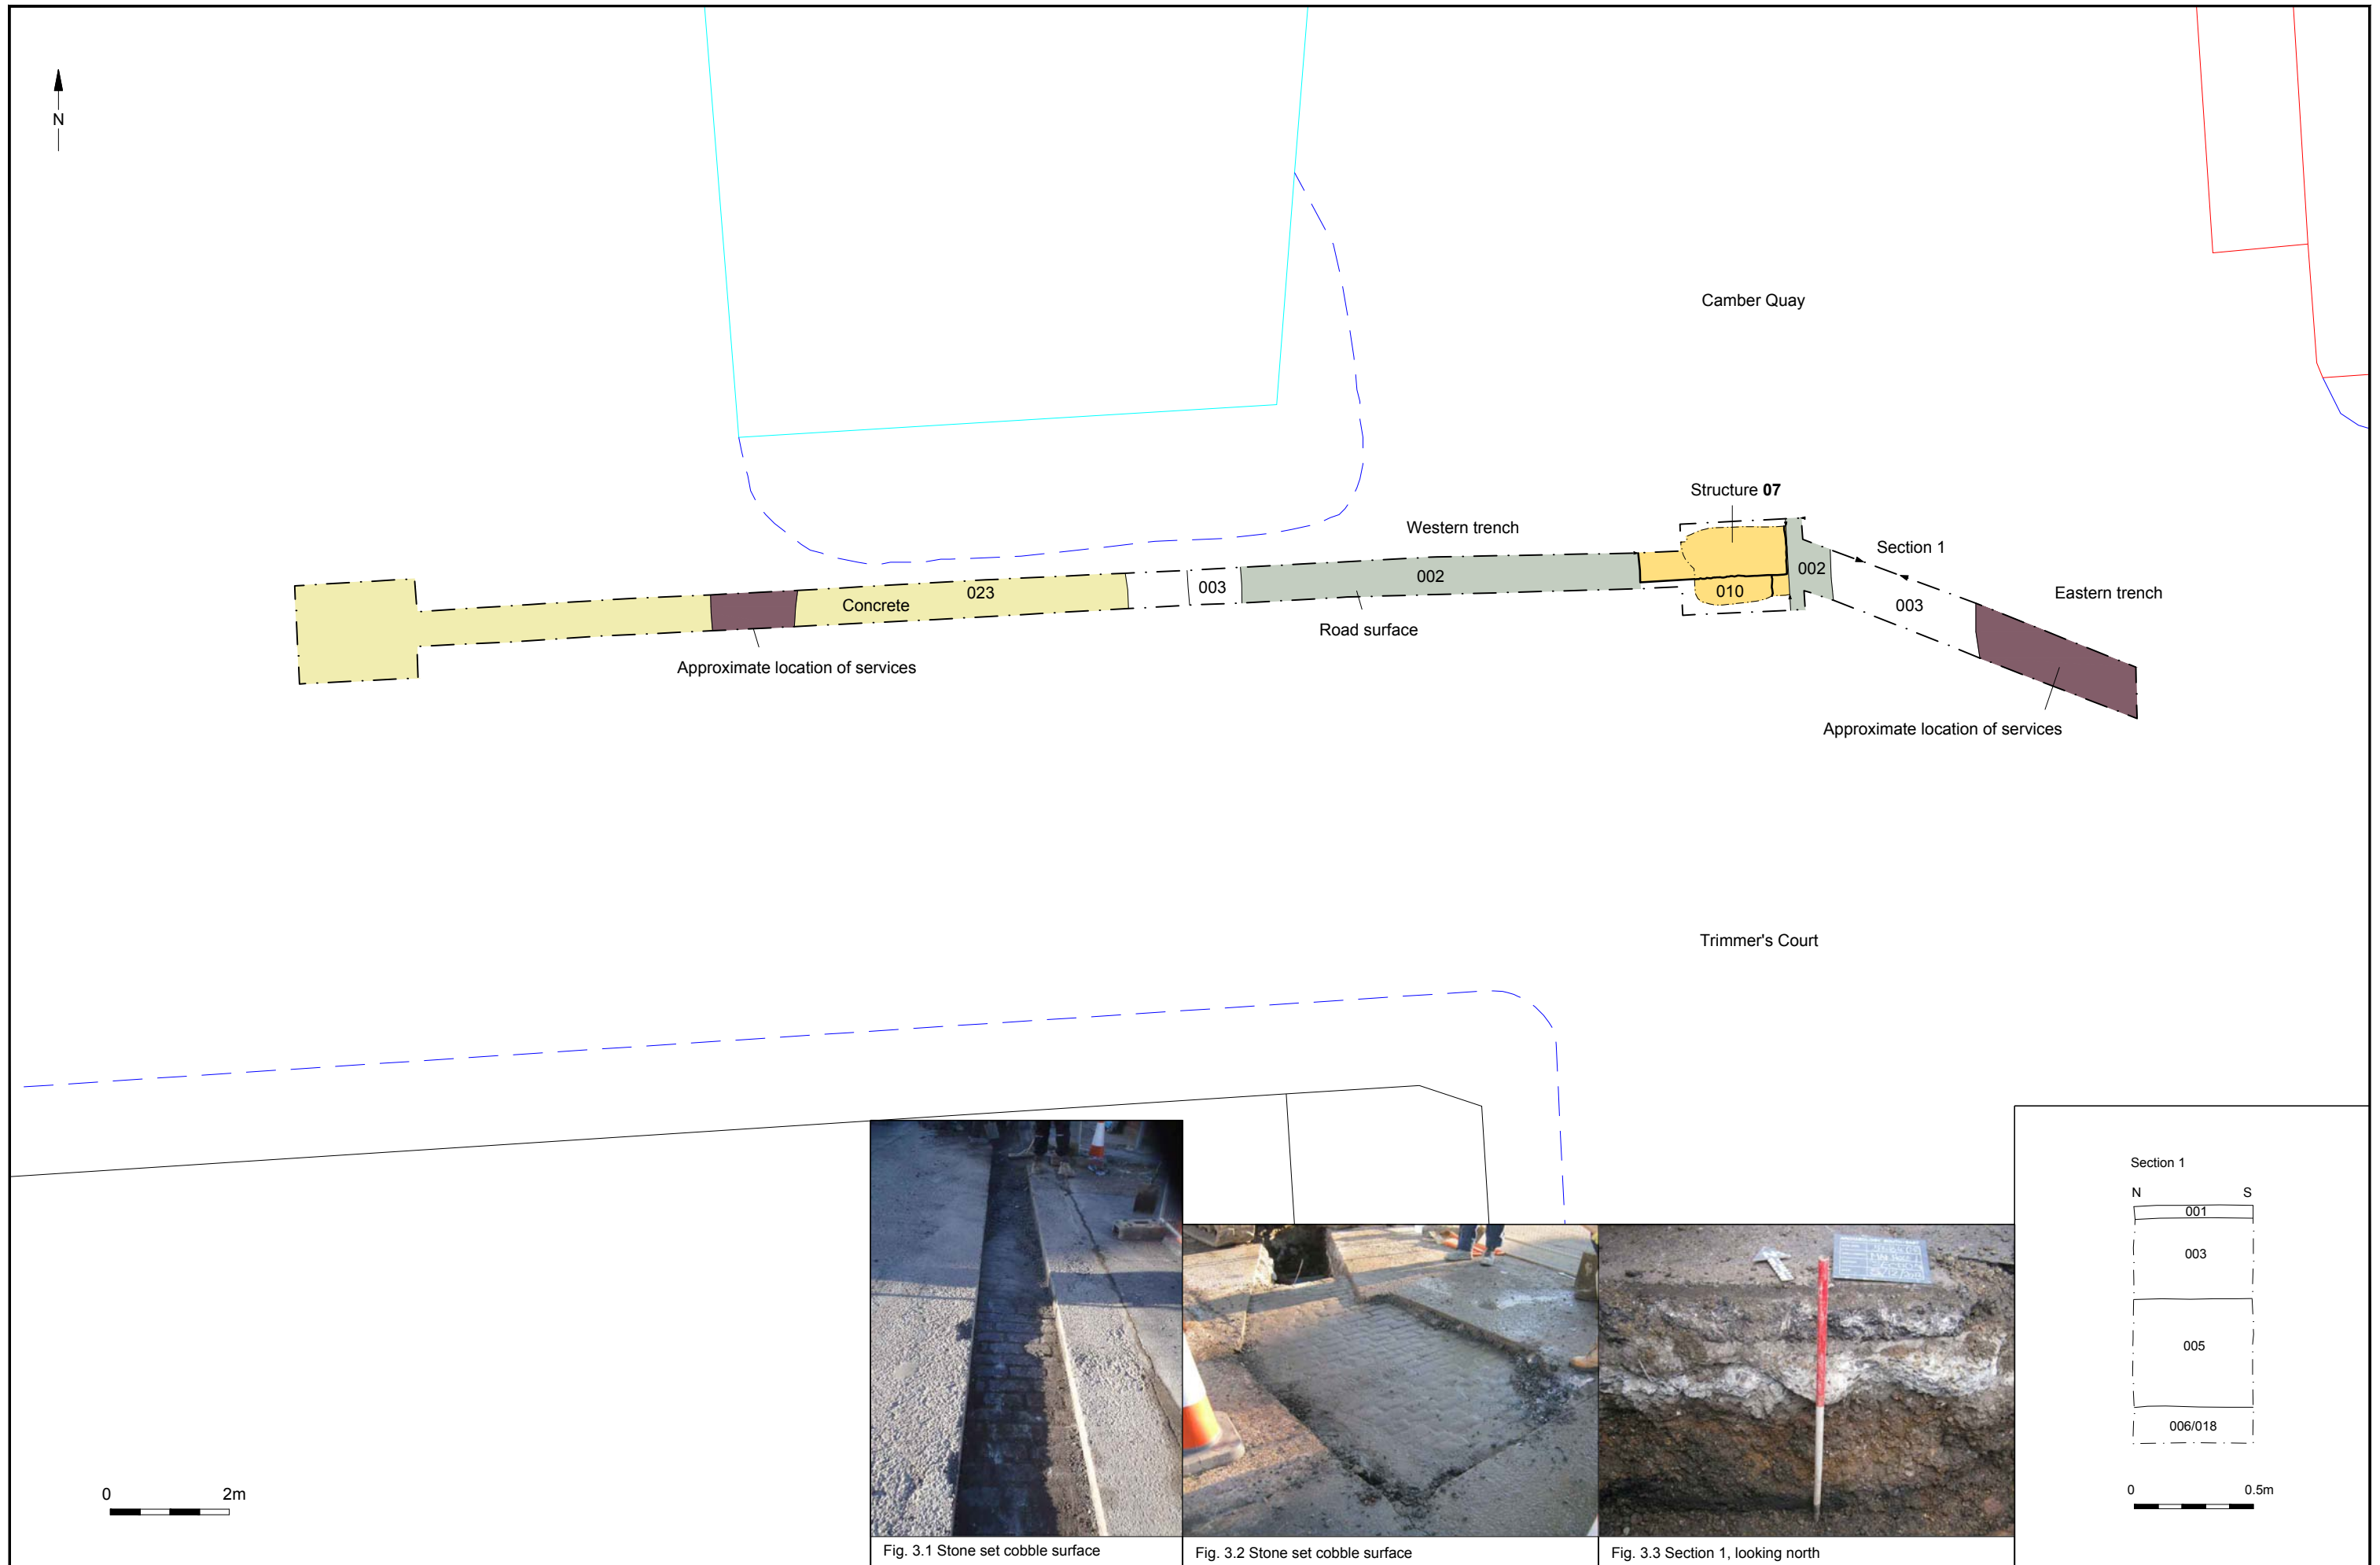 N
Camber Quay
Structure 07
Western trench
Section 1
Eastern trench
002
002
003
023
Concrete
010
003
Road surface
Approximate location of services
Approximate location of services
Trimmer's Court
Section 1
N S
001
003
005
006/018
0 0.5m
0 2m
Fig. 3.1 Stone set cobble surface
Fig. 3.2 Stone set cobble surface
Fig. 3.3 Section 1, looking north